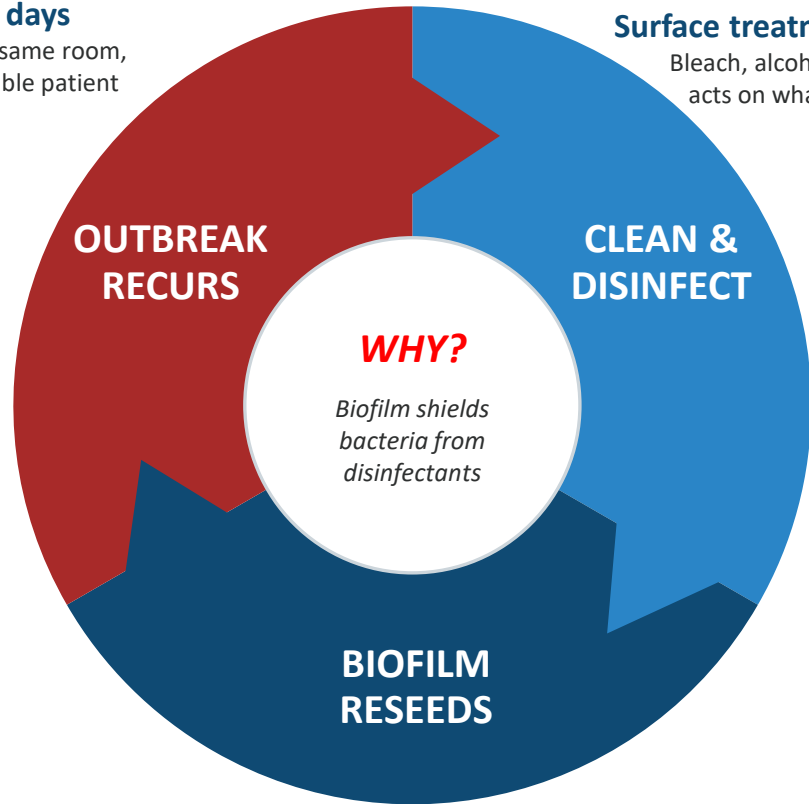 days
same room,
ble patient
Surface treatr
Bleach, alcoh
acts on wha
OUTBREAK
RECURS
CLEAN &
DISINFECT
WHY?
Biofilm shields
bacteria from
disinfectants
BIOFILM
RESEEDS